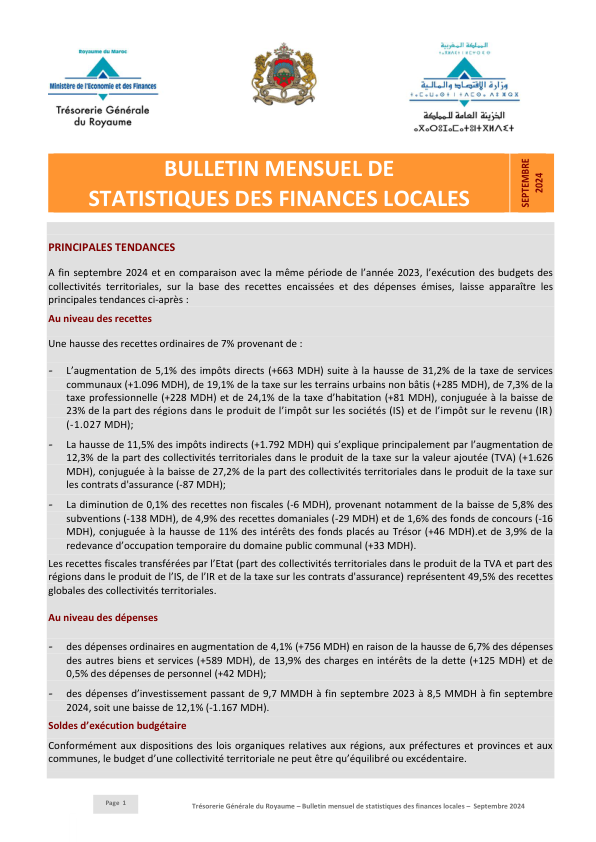 Royaume du Maroc
Ministère de l'Economie et des Finances
Trésorerie Générale
du Royaume
المملكة المغربية
وزارة الاقتصاد والمالية
الخزينة العامة للمملكة
BULLETIN MENSUEL DE
STATISTIQUES DES FINANCES LOCALES
SEPTEMBRE
2024
PRINCIPALES TENDANCES
A fin septembre 2024 et en comparaison avec la même période de l'année 2023, l'exécution des budgets des
collectivités territoriales, sur la base des recettes encaissées et des dépenses émises, laisse apparaître les
principales tendances ci-après :
Au niveau des recettes
Une hausse des recettes ordinaires de 7% provenant de :
- L'augmentation de 5,1% des impôts directs (+663 MDH) suite à la hausse de 31,2% de la taxe de services
communaux (+1.096 MDH), de 19,1% de la taxe sur les terrains urbains non bâtis (+285 MDH), de 7,3% de la
taxe professionnelle (+228 MDH) et de 24,1% de la taxe d'habitation (+81 MDH), conjuguée à la baisse de
23% de la part des régions dans le produit de l'impôt sur les sociétés (IS) et de l'impôt sur le revenu (IR)
(-1.027 MDH);
- La hausse de 11,5% des impôts indirects (+1.792 MDH) qui s'explique principalement par l'augmentation de
12,3% de la part des collectivités territoriales dans le produit de la taxe sur la valeur ajoutée (TVA) (+1.626
MDH), conjuguée à la baisse de 27,2% de la part des collectivités territoriales dans le produit de la taxe sur
les contrats d'assurance (-87 MDH);
- La diminution de 0,1% des recettes non fiscales (-6 MDH), provenant notamment de la baisse de 5,8% des
subventions (-138 MDH), de 4,9% des recettes domaniales (-29 MDH) et de 1,6% des fonds de concours (-16
MDH), conjuguée à la hausse de 11% des intérêts des fonds placés au Trésor (+46 MDH).et de 3,9% de la
redevance d'occupation temporaire du domaine public communal (+33 MDH).
Les recettes fiscales transférées par l'Etat (part des collectivités territoriales dans le produit de la TVA et part des
régions dans le produit de l'IS, de l'IR et de la taxe sur les contrats d'assurance) représentent 49,5% des recettes
globales des collectivités territoriales.
Au niveau des dépenses
- des dépenses ordinaires en augmentation de 4,1% (+756 MDH) en raison de la hausse de 6,7% des dépenses
des autres biens et services (+589 MDH), de 13,9% des charges en intérêts de la dette (+125 MDH) et de
0,5% des dépenses de personnel (+42 MDH);
- des dépenses d'investissement passant de 9,7 MMDH à fin septembre 2023 à 8,5 MMDH à fin septembre
2024, soit une baisse de 12,1% (-1.167 MDH).
Soldes d'exécution budgétaire
Conformément aux dispositions des lois organiques relatives aux régions, aux préfectures et provinces et aux
communes, le budget d'une collectivité territoriale ne peut être qu'équilibré ou excédentaire.
Page 1
Trésorerie Générale du Royaume – Bulletin mensuel de statistiques des finances locales – Septembre 2024